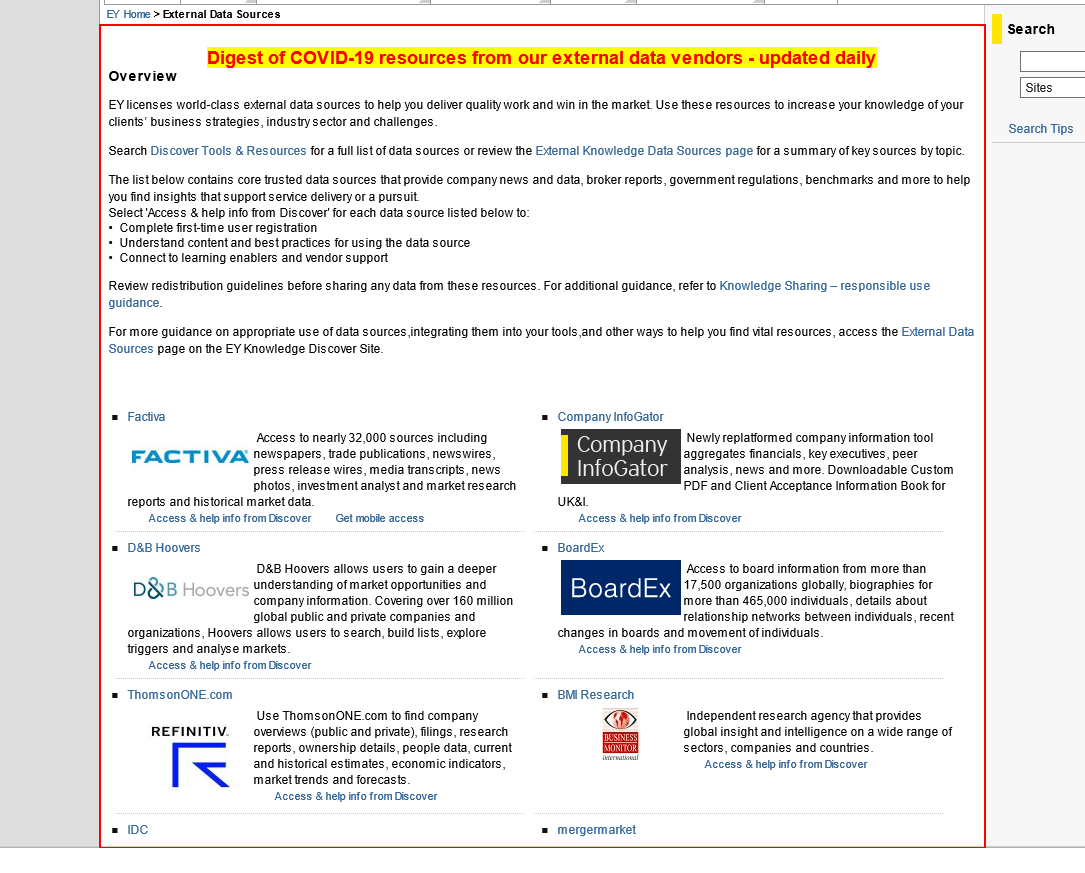 EY Home > External Data Sources
Search
Digest of COVID-19 resources from our external data vendors - updated daily
Overview
Sites
EY licenses world-class external data sources to help you deliver quality work and win in the market. Use these resources to increase your knowledge of your
clients' business strategies, industry sector and challenges.
Search Tips
Search Discover Tools & Resources for a full list of data sources or review the External Knowledge Data Sources page for a summary of key sources by topic.
The list below contains core trusted data sources that provide company news and data, broker reports, government regulations, benchmarks and more to help
you find insights that support service delivery or a pursuit.
Select 'Access & help info from Discover' for each data source listed below to:
• Complete first-time user registration
• Understand content and best practices for using the data source
• Connect to learning enablers and vendor support
Review redistribution guidelines before sharing any data from these resources. For additional guidance, refer to Knowledge Sharing – responsible use
guidance.
For more guidance on appropriate use of data sources,integrating them into your tools,and other ways to help you find vital resources, access the External Data
Sources page on the EY Knowledge Discover Site.
▪ Factiva
FACTIVA
Access to nearly 32,000 sources including
newspapers, trade publications, newswires,
press release wires, media transcripts, news
photos, investment analyst and market research
reports and historical market data.
Access & help info from Discover Get mobile access
▪ Company InfoGator
Company
InfoGator
Newly replatformed company information tool
aggregates financials, key executives, peer
analysis, news and more. Downloadable Custom
PDF and Client Acceptance Information Book for
UK&I.
Access & help info from Discover
▪ D&B Hoovers
D&B Hoovers
D&B Hoovers allows users to gain a deeper
understanding of market opportunities and
company information. Covering over 160 million
global public and private companies and
organizations, Hoovers allows users to search, build lists, explore
triggers and analyse markets.
Access & help info from Discover
▪ BoardEx
BoardEx
Access to board information from more than
17,500 organizations globally, biographies for
more than 465,000 individuals, details about
relationship networks between individuals, recent
changes in boards and movement of individuals.
Access & help info from Discover
▪ ThomsonONE.com
REFINITIV
Use ThomsonONE.com to find company
overviews (public and private), filings, research
reports, ownership details, people data, current
and historical estimates, economic indicators,
market trends and forecasts.
Access & help info from Discover
▪ BMI Research
BUSINESS
MONITOR
international
Independent research agency that provides
global insight and intelligence on a wide range of
sectors, companies and countries.
Access & help info from Discover
▪ IDC
▪ mergermarket